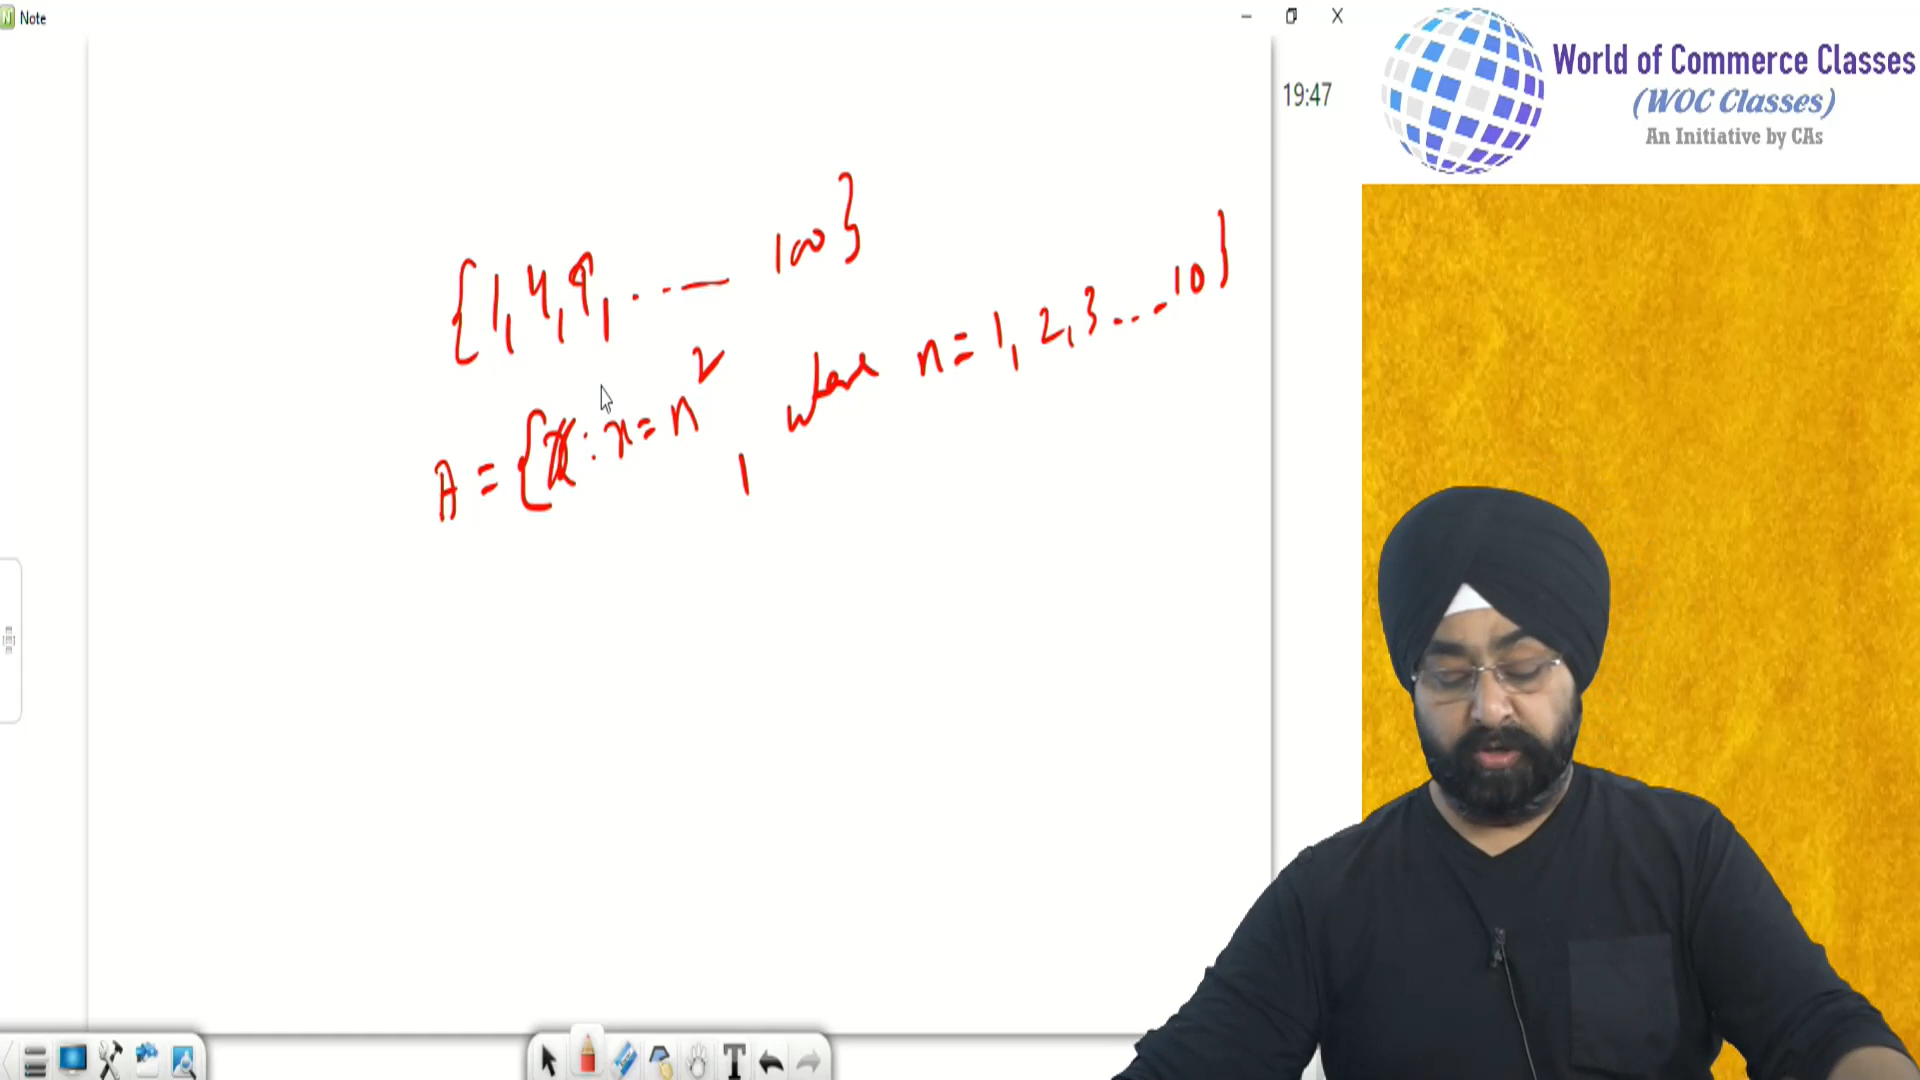 Note
World of Commerce Classes
(WOC Classes)
An Initiative by CAs
19:47
{1, 4, 9, ... — 100}
A = {x : x = n², where n = 1, 2, 3 ... 10}